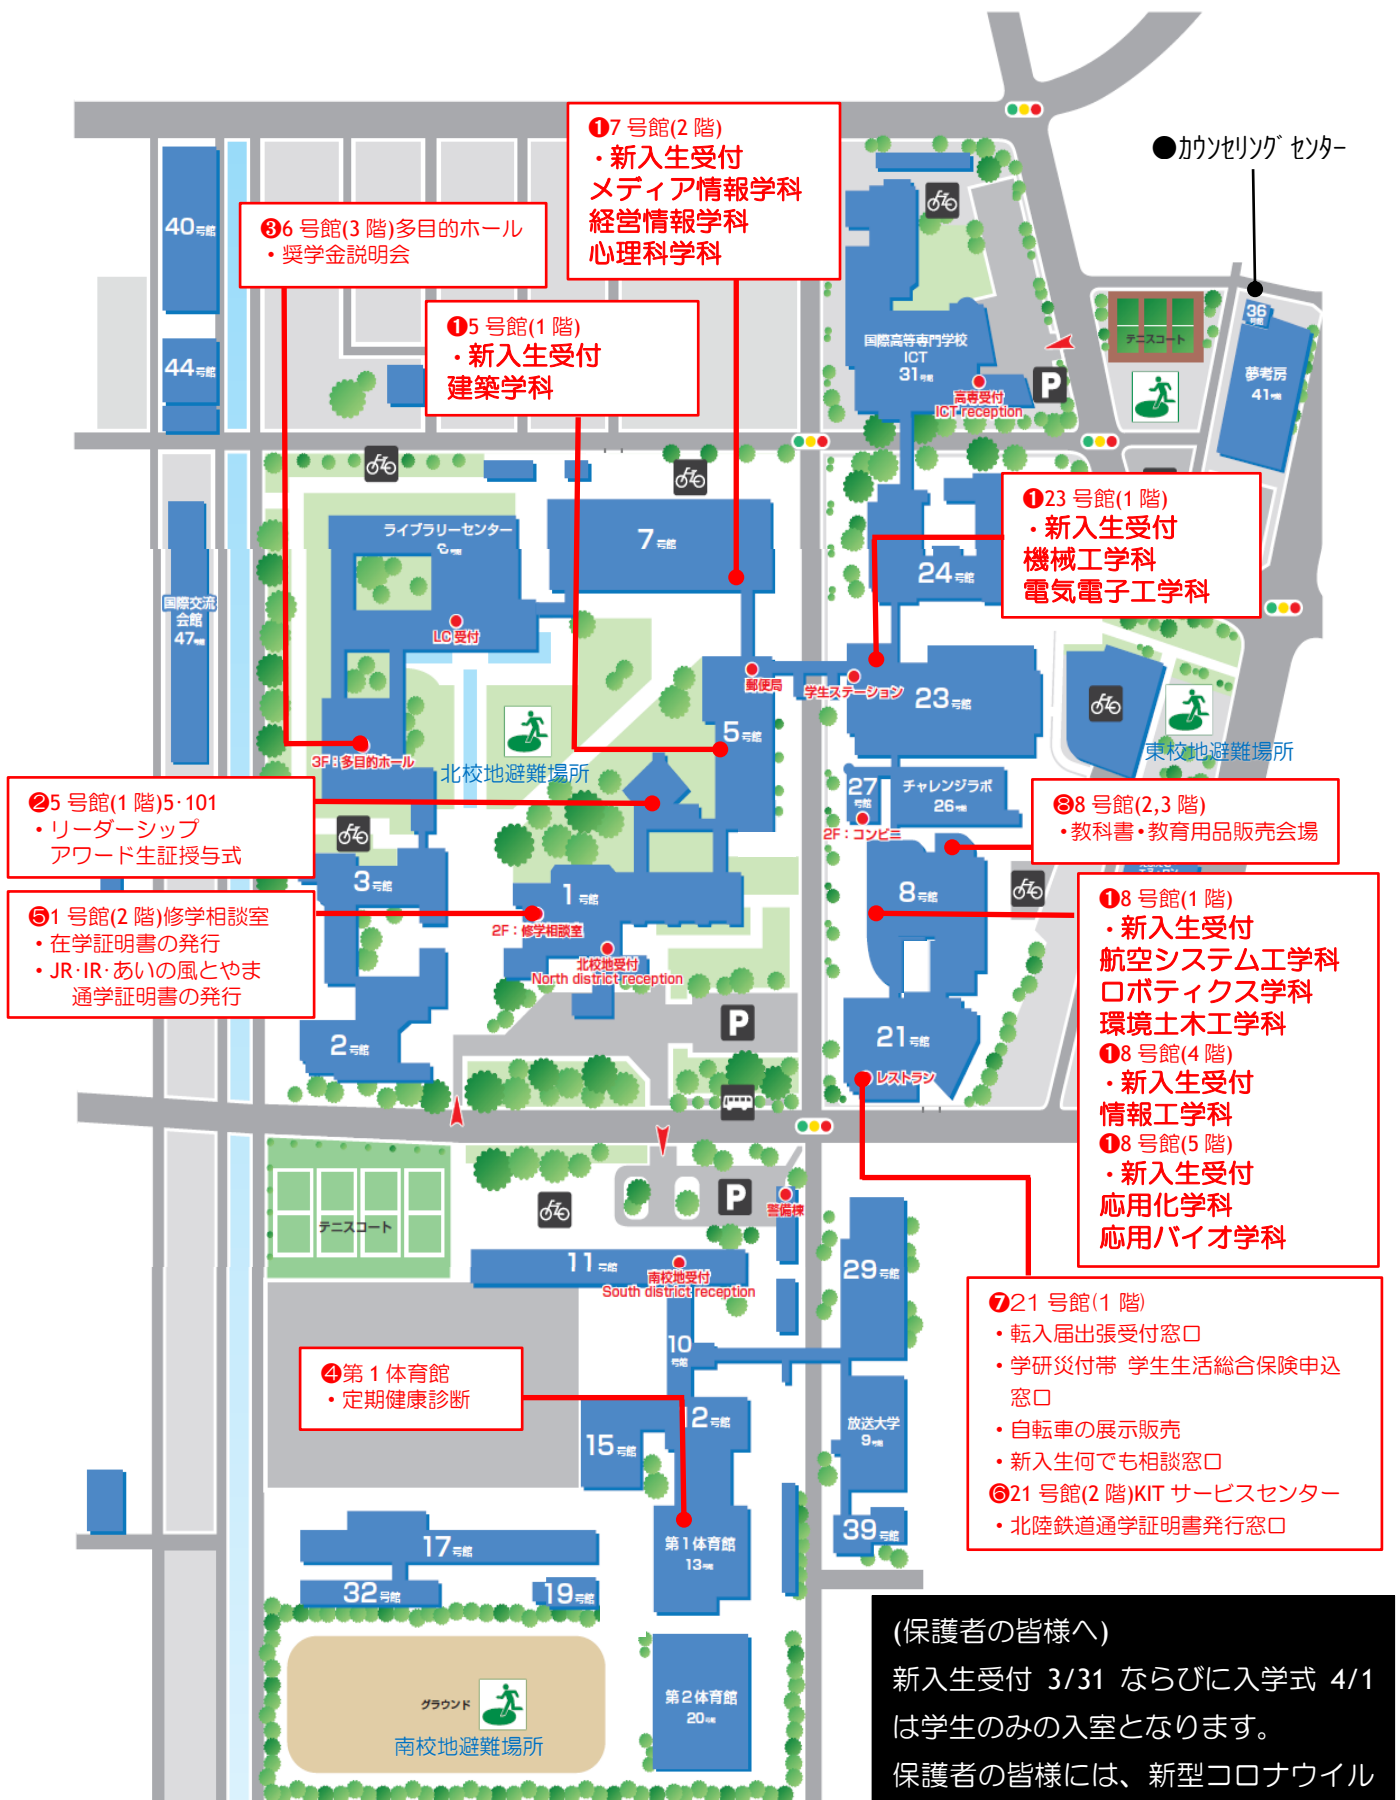 ❶7 号館(2 階)
・新入生受付
メディア情報学科
経営情報学科
心理科学科
●カウンセリング センター
40号館
❸6 号館(3 階)多目的ホール
・奨学金説明会
❶5 号館(1 階)
・新入生受付
建築学科
44号館
国際高等専門学校
ICT
31号館
高専受付
ICT reception
P
テニスコート
36
号館
夢考房
41号館
ライブラリーセンター
7号館
❶23 号館(1 階)
・新入生受付
機械工学科
電気電子工学科
24号館
国際交流
会館
47号館
LC 受付
郵便局
学生ステーション
23号館
5号館
3F：多目的ホール
北校地避難場所
東校地避難場所
❷5 号館(1 階)5·101
・リーダーシップ
アワード生証授与式
27
号館
チャレンジラボ
26号館
2F：コンビニ
❽8 号館(2,3 階)
・教科書・教育用品販売会場
3号館
1号館
8号館
❺1 号館(2 階)修学相談室
・在学証明書の発行
・JR·IR·あいの風とやま
通学証明書の発行
2F：修学相談室
北校地受付
North district reception
❶8 号館(1 階)
・新入生受付
航空システム工学科
ロボティクス学科
環境土木工学科
❶8 号館(4 階)
・新入生受付
情報工学科
❶8 号館(5 階)
・新入生受付
応用化学科
応用バイオ学科
P
2号館
21号館
レストラン
テニスコート
P
警備棟
11号館
南校地受付
South district reception
29号館
❼21 号館(1 階)
・転入届出張受付窓口
・学研災付帯 学生生活総合保険申込
窓口
・自転車の展示販売
・新入生何でも相談窓口
❻21 号館(2 階)KIT サービスセンター
・北陸鉄道通学証明書発行窓口
10
号館
❹第 1 体育館
・定期健康診断
12号館
15号館
放送大学
9号館
17号館
第1体育館
13号館
39号館
32号館
19号館
グラウンド
南校地避難場所
第2体育館
20号館
(保護者の皆様へ)
新入生受付 3/31 ならびに入学式 4/1
は学生のみの入室となります。
保護者の皆様には、新型コロナウイル